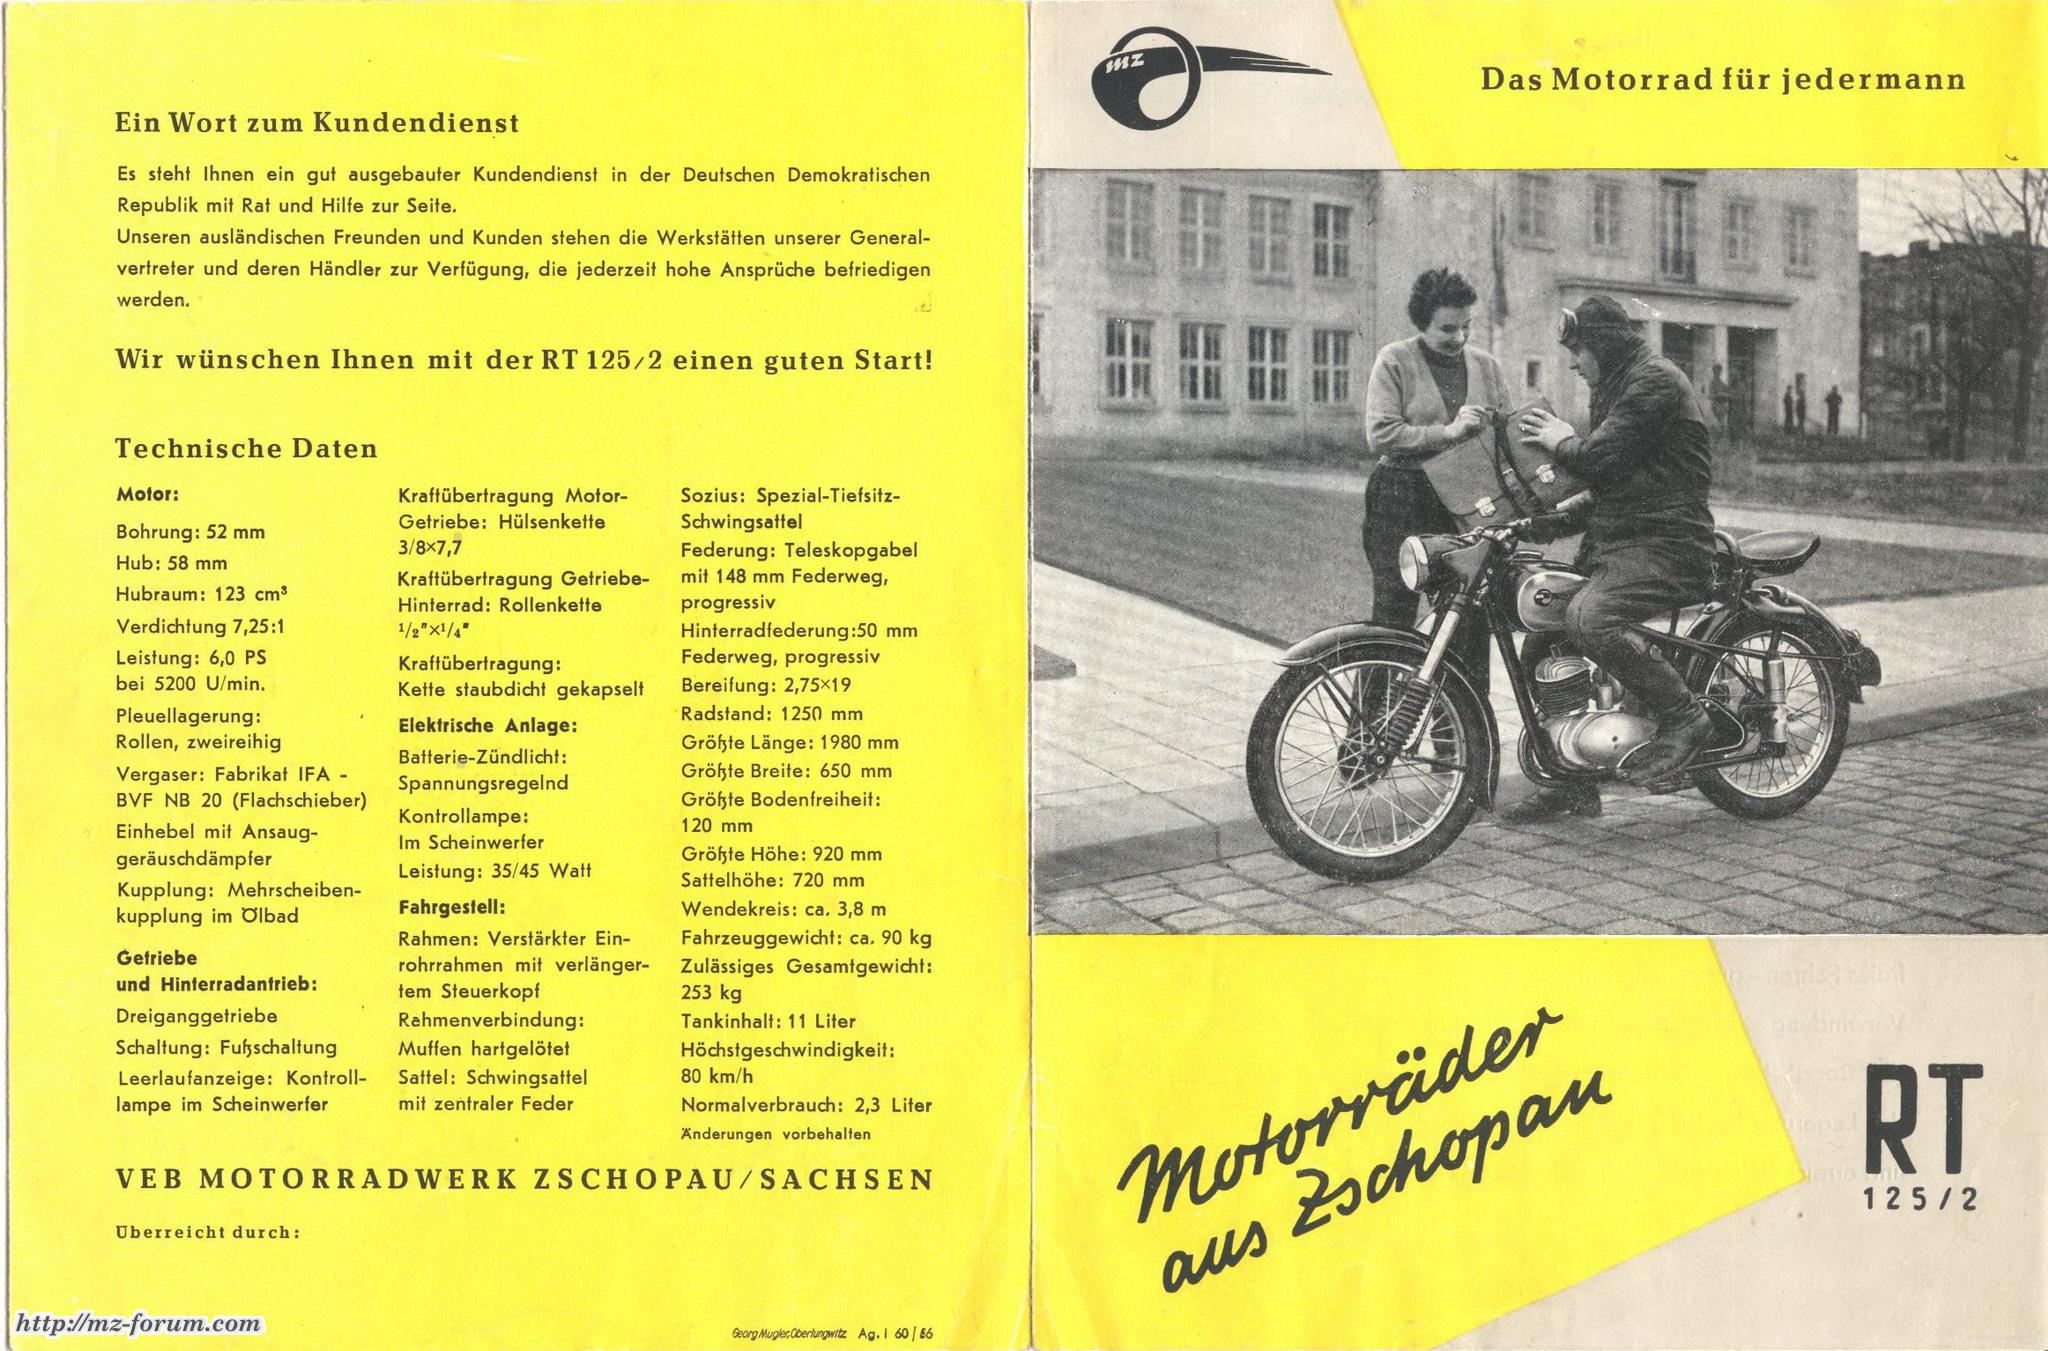 Ein Wort zum Kundendienst
Es steht Ihnen ein gut ausgebauter Kundendienst in der Deutschen Demokratischen
Republik mit Rat und Hilfe zur Seite.
Unseren ausländischen Freunden und Kunden stehen die Werkstätten unserer General-
vertreter und deren Händler zur Verfügung, die jederzeit hohe Ansprüche befriedigen
werden.
Wir wünschen Ihnen mit der RT 125/2 einen guten Start!
Technische Daten
Motor:
Bohrung: 52 mm
Hub: 58 mm
Hubraum: 123 cm³
Verdichtung 7,25:1
Leistung: 6,0 PS
bei 5200 U/min.
Pleuellagerung:
Rollen, zweireihig
Vergaser: Fabrikat IFA -
BVF NB 20 (Flachschieber)
Einhebel mit Ansaug-
geräuschdämpfer
Kupplung: Mehrscheiben-
kupplung im Ölbad
Getriebe
und Hinterradantrieb:
Dreiganggetriebe
Schaltung: Fußschaltung
Leerlaufanzeige: Kontroll-
lampe im Scheinwerfer
Kraftübertragung Motor-
Getriebe: Hülsenkette
3/8×7,7
Kraftübertragung Getriebe-
Hinterrad: Rollenkette
¹/₂"×¹/₄"
Kraftübertragung:
Kette staubdicht gekapselt
Elektrische Anlage:
Batterie-Zündlicht:
Spannungsregelnd
Kontrollampe:
Im Scheinwerfer
Leistung: 35/45 Watt
Fahrgestell:
Rahmen: Verstärkter Ein-
rohrrahmen mit verlänger-
tem Steuerkopf
Rahmenverbindung:
Muffen hartgelötet
Sattel: Schwingsattel
mit zentraler Feder
Sozius: Spezial-Tiefsitz-
Schwingsattel
Federung: Teleskopgabel
mit 148 mm Federweg,
progressiv
Hinterradfederung:50 mm
Federweg, progressiv
Bereifung: 2,75×19
Radstand: 1250 mm
Größte Länge: 1980 mm
Größte Breite: 650 mm
Größte Bodenfreiheit:
120 mm
Größte Höhe: 920 mm
Sattelhöhe: 720 mm
Wendekreis: ca. 3,8 m
Fahrzeuggewicht: ca. 90 kg
Zulässiges Gesamtgewicht:
253 kg
Tankinhalt: 11 Liter
Höchstgeschwindigkeit:
80 km/h
Normalverbrauch: 2,3 Liter
Änderungen vorbehalten
VEB MOTORRADWERK ZSCHOPAU/SACHSEN
Überreicht durch:
Georg Mugler, Oberlungwitz Ag. I 60/56
http://mz-forum.com
mz
Das Motorrad für jedermann
Motorräder
aus Zschopau
RT
125/2